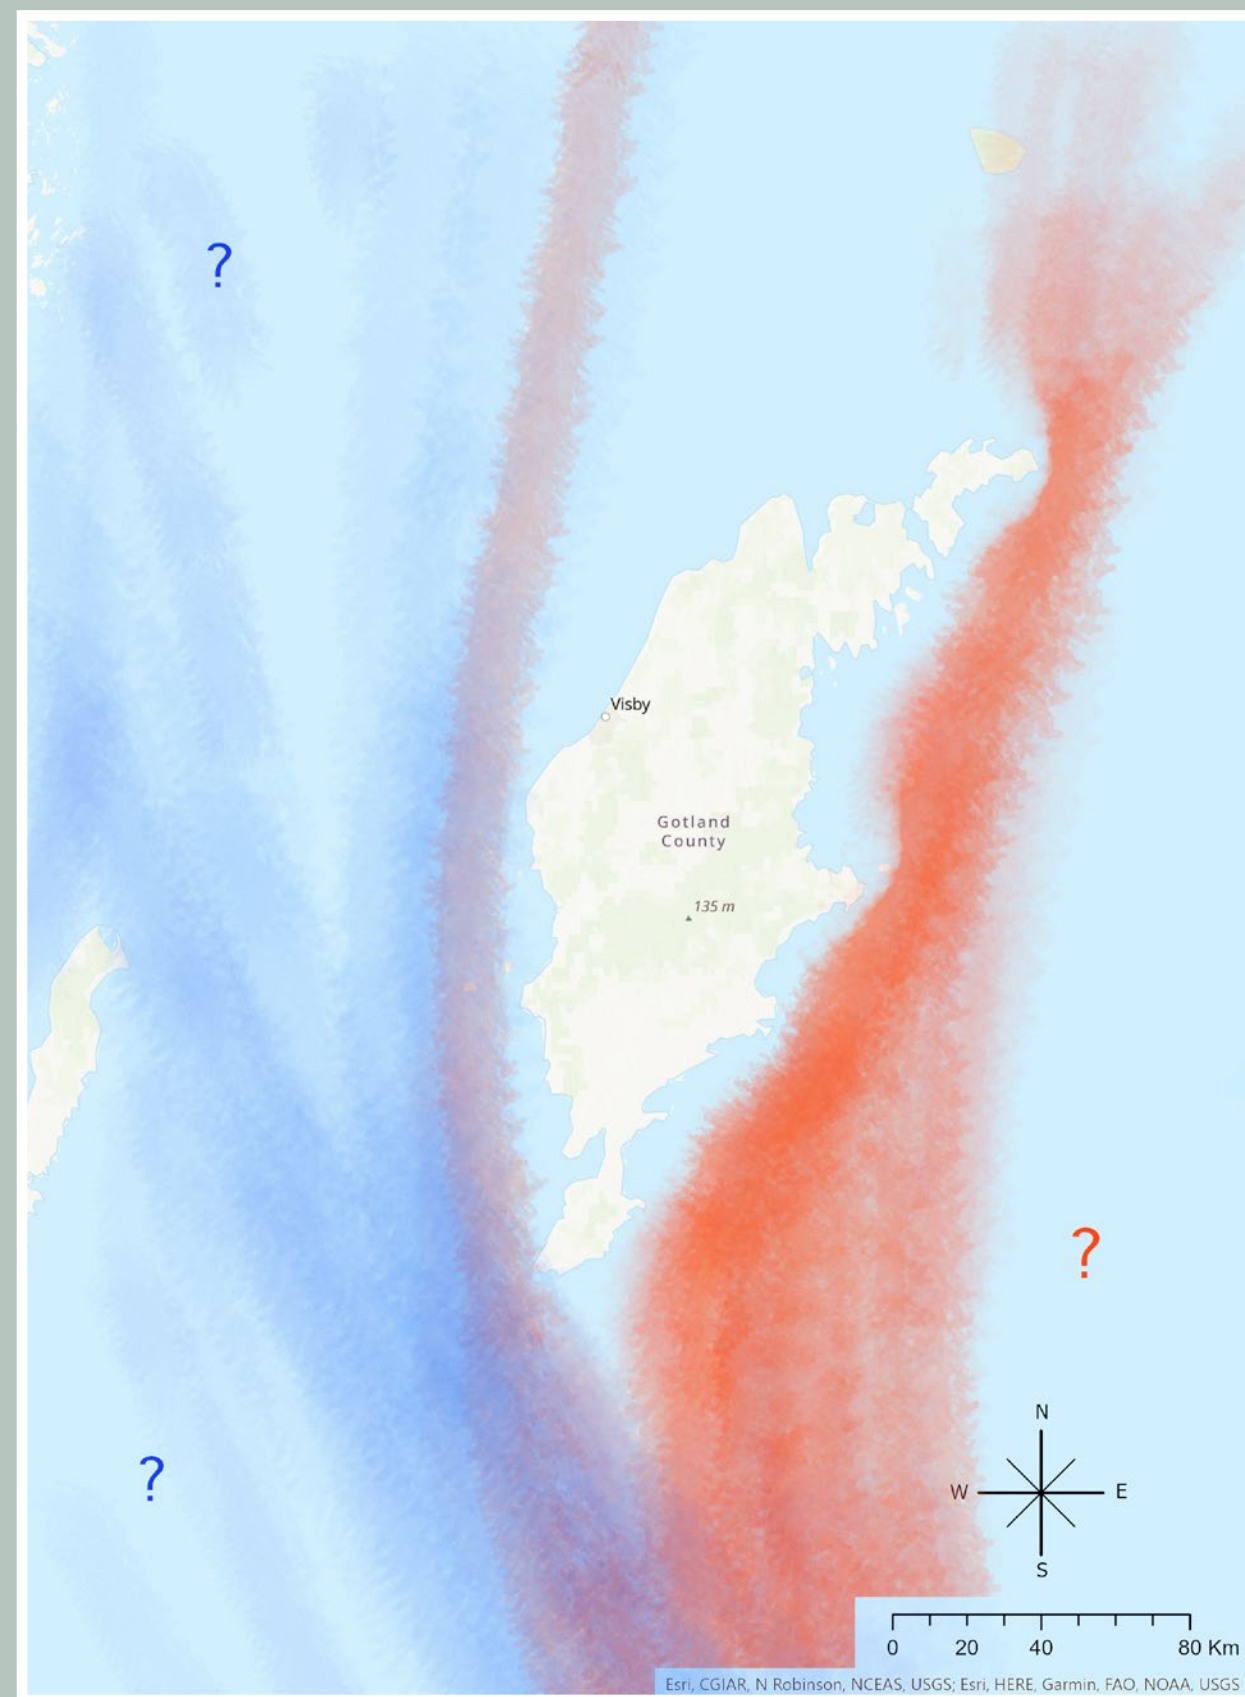 ?
Visby
Gotland
County
135 m
?
N
W E
S
?
0 20 40 80 Km
Esri, CGIAR, N Robinson, NCEAS, USGS; Esri, HERE, Garmin, FAO, NOAA, USGS